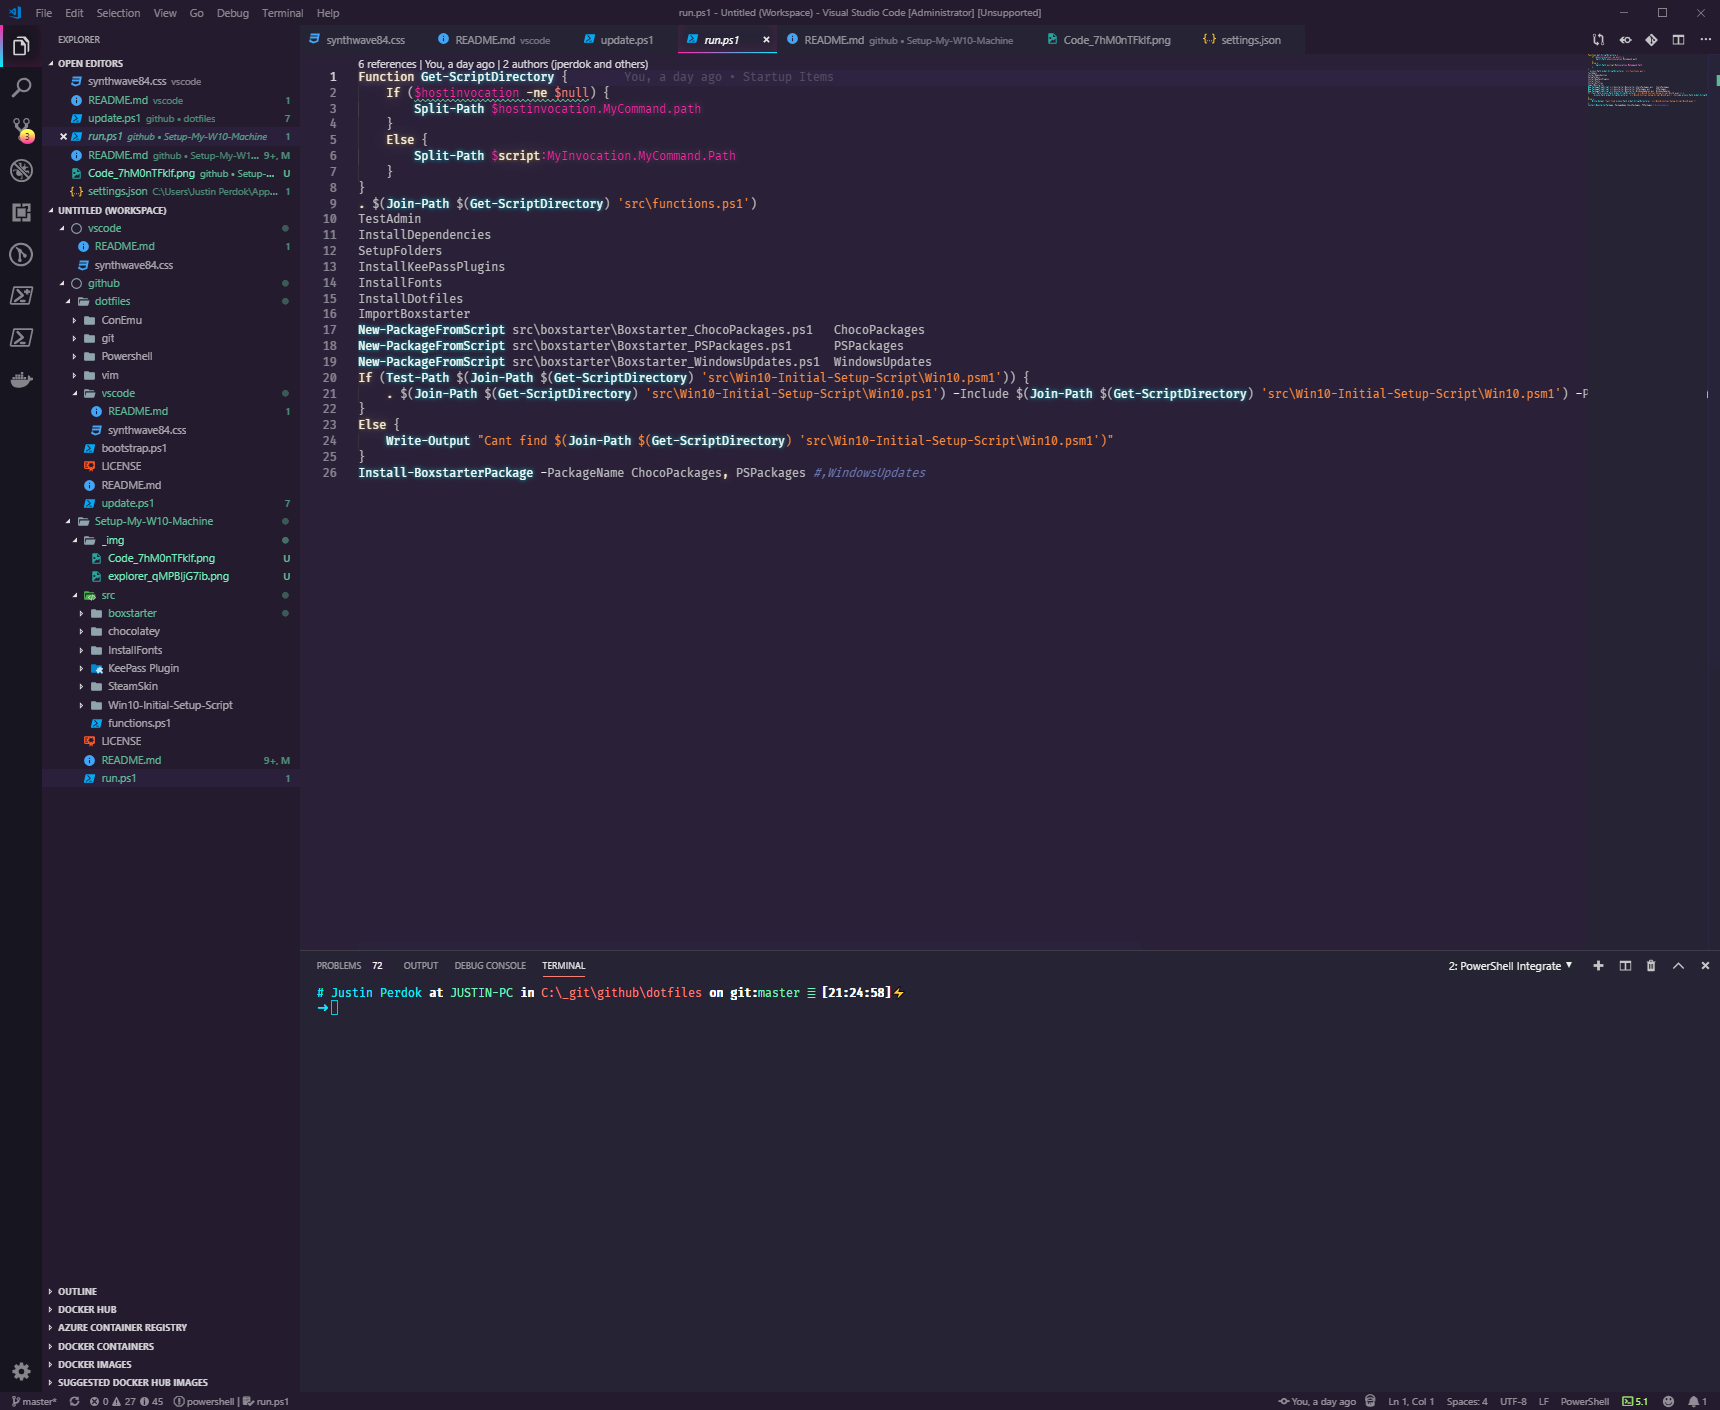 File Edit Selection View Go Debug Terminal Help
run.ps1 - Untitled (Workspace) - Visual Studio Code [Administrator] [Unsupported]
EXPLORER
OPEN EDITORS
synthwave84.css vscode
README.md vscode 1
update.ps1 github • dotfiles 7
run.ps1 github • Setup-My-W10-Machine 1
README.md github • Setup-My-W1... 9+, M
Code_7hM0nTFklf.png github • Setup-... U
settings.json C:\Users\Justin Perdok\App... 1
UNTITLED (WORKSPACE)
vscode
README.md 1
synthwave84.css
github
dotfiles
ConEmu
git
Powershell
vim
vscode
README.md 1
synthwave84.css
bootstrap.ps1
LICENSE
README.md
update.ps1 7
Setup-My-W10-Machine
_img
Code_7hM0nTFklf.png U
explorer_qMPBljG7ib.png U
src
boxstarter
chocolatey
InstallFonts
KeePass Plugin
SteamSkin
Win10-Initial-Setup-Script
functions.ps1
LICENSE
README.md 9+, M
run.ps1 1
OUTLINE
DOCKER HUB
AZURE CONTAINER REGISTRY
DOCKER CONTAINERS
DOCKER IMAGES
SUGGESTED DOCKER HUB IMAGES
3
synthwave84.css README.md vscode update.ps1 run.ps1 README.md github • Setup-My-W10-Machine Code_7hM0nTFklf.png settings.json
6 references | You, a day ago | 2 authors (jperdok and others)
1 Function Get-ScriptDirectory { You, a day ago • Startup Items
2 If ($hostinvocation -ne $null) {
3 Split-Path $hostinvocation.MyCommand.path
4 }
5 Else {
6 Split-Path $script:MyInvocation.MyCommand.Path
7 }
8 }
9 . $(Join-Path $(Get-ScriptDirectory) 'src\functions.ps1')
10 TestAdmin
11 InstallDependencies
12 SetupFolders
13 InstallKeePassPlugins
14 InstallFonts
15 InstallDotfiles
16 ImportBoxstarter
17 New-PackageFromScript src\boxstarter\Boxstarter_ChocoPackages.ps1 ChocoPackages
18 New-PackageFromScript src\boxstarter\Boxstarter_PSPackages.ps1 PSPackages
19 New-PackageFromScript src\boxstarter\Boxstarter_WindowsUpdates.ps1 WindowsUpdates
20 If (Test-Path $(Join-Path $(Get-ScriptDirectory) 'src\Win10-Initial-Setup-Script\Win10.psm1')) {
21 . $(Join-Path $(Get-ScriptDirectory) 'src\Win10-Initial-Setup-Script\Win10.ps1') -Include $(Join-Path $(Get-ScriptDirectory) 'src\Win10-Initial-Setup-Script\Win10.psm1') -P
22 }
23 Else {
24 Write-Output "Cant find $(Join-Path $(Get-ScriptDirectory) 'src\Win10-Initial-Setup-Script\Win10.psm1')"
25 }
26 Install-BoxstarterPackage -PackageName ChocoPackages, PSPackages #,WindowsUpdates
PROBLEMS 72 OUTPUT DEBUG CONSOLE TERMINAL 2: PowerShell Integrate
# Justin Perdok at JUSTIN-PC in C:\_git\github\dotfiles on git:master ≡ [21:24:58]⚡
→
master* 0 27 45 powershell | run.ps1 You, a day ago Ln 1, Col 1 Spaces: 4 UTF-8 LF PowerShell 5.1 1